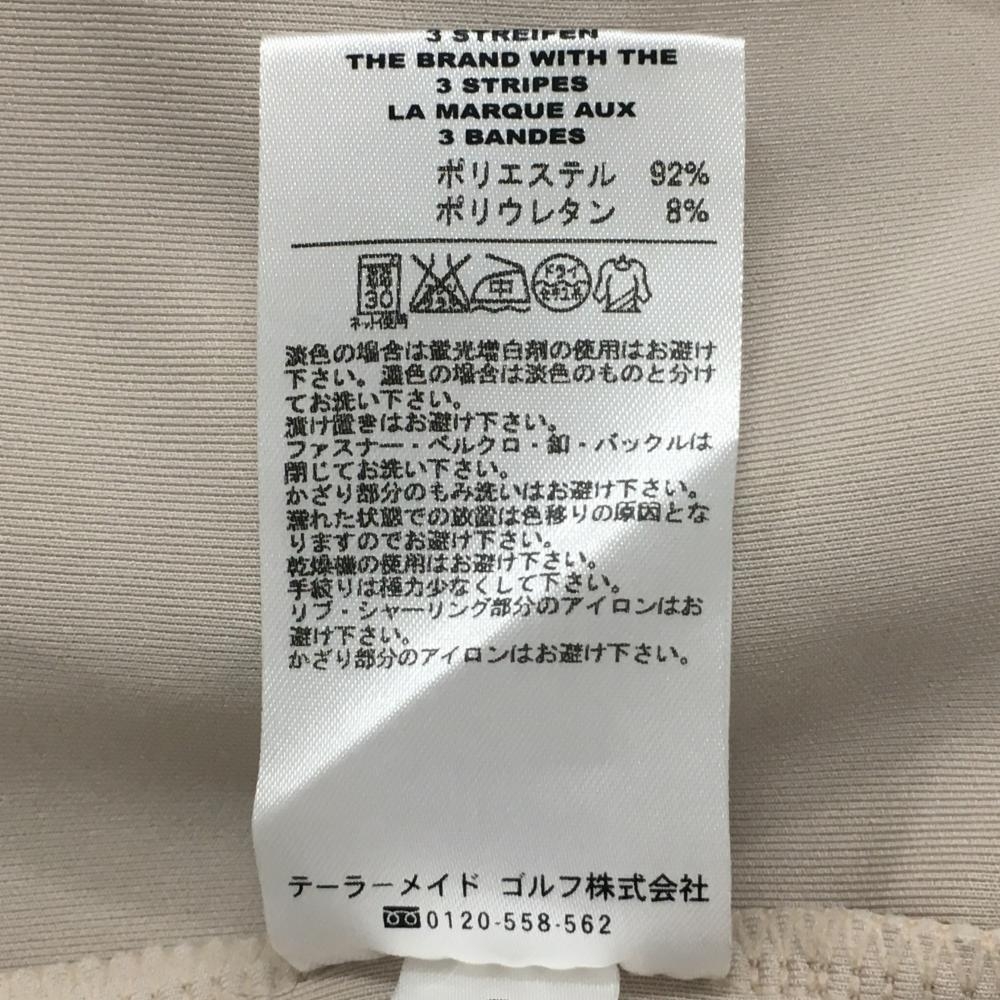 3 STREIFEN
THE BRAND WITH THE
3 STRIPES
LA MARQUE AUX
3 BANDES
ポリエステル 92%
ポリウレタン 8%
30 中 ドライ
ネット使用
淡色の場合は蛍光増白剤の使用はお避け
下さい。濃色の場合は淡色のものと分け
てお洗い下さい。
漬け置きはお避け下さい。
ファスナー・ベルクロ・釦・バックルは
閉じてお洗い下さい。
かざり部分のもみ洗いはお避け下さい。
濡れた状態での放置は色移りの原因とな
りますのでお避け下さい。
乾燥機の使用はお避け下さい。
手絞りは極力少なくして下さい。
リブ・シャーリング部分のアイロンはお
避け下さい。
かざり部分のアイロンはお避け下さい。
テーラーメイド ゴルフ株式会社
0120-558-562